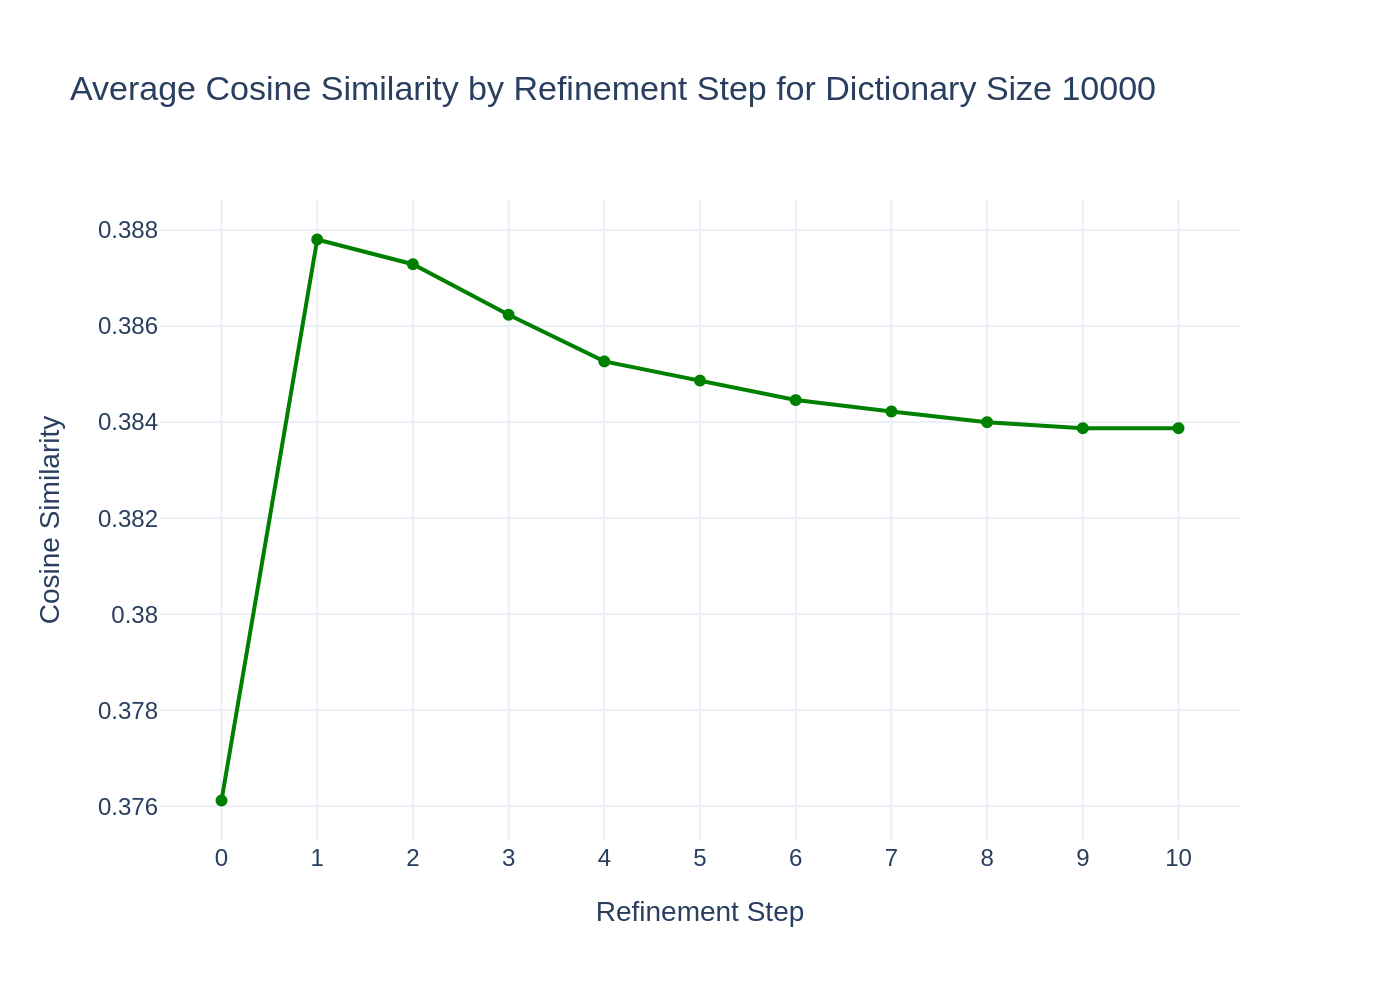 Average Cosine Similarity by Refinement Step for Dictionary Size 10000
0.388
0.386
0.384
0.382
0.38
0.378
0.376
Cosine Similarity
0 1 2 3 4 5 6 7 8 9 10
Refinement Step